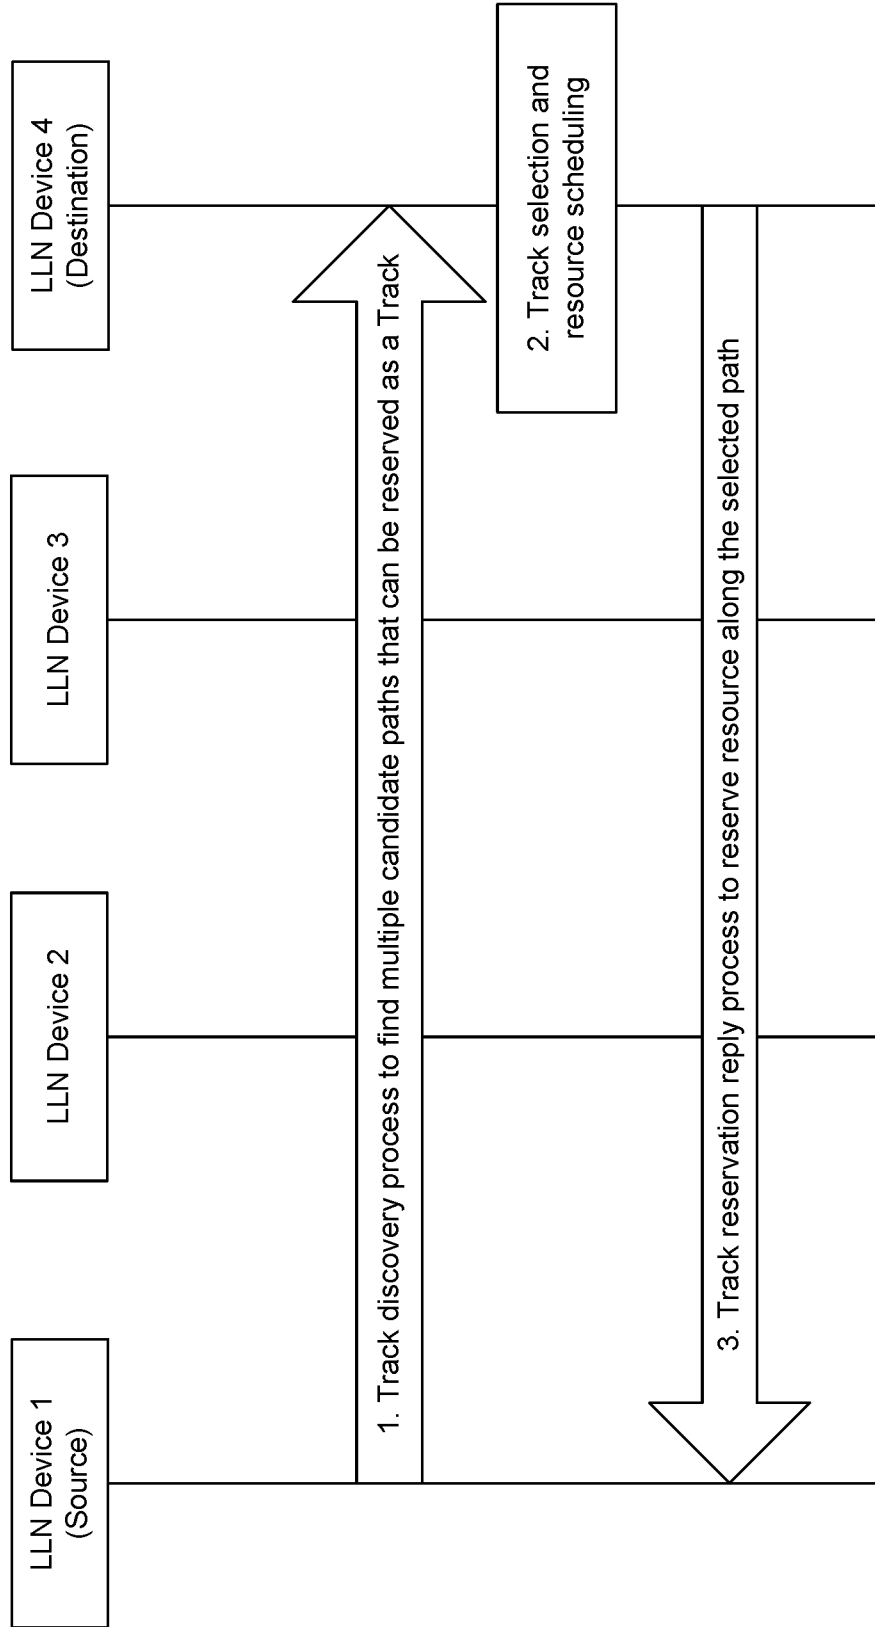 LLN Device 1
(Source)
LLN Device 2
LLN Device 3
LLN Device 4
(Destination)
1. Track discovery process to find multiple candidate paths that can be reserved as a Track
2. Track selection and
resource scheduling
3. Track reservation reply process to reserve resource along the selected path